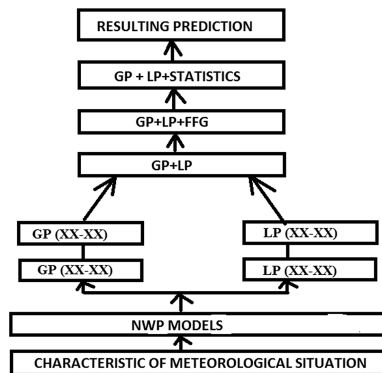 RESULTING PREDICTION
GP + LP+STATISTICS
GP+LP+FFG
GP+LP
GP (XX-XX)
LP (XX-XX)
GP (XX-XX)
LP (XX-XX)
NWP MODELS
CHARACTERISTIC OF METEOROLOGICAL SITUATION